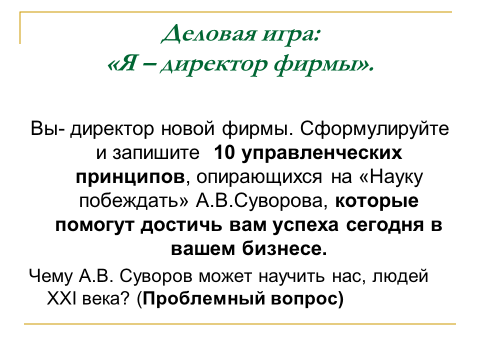 Деловая игра:
«Я – директор фирмы».
Вы- директор новой фирмы. Сформулируйте
и запишите 10 управленческих
принципов, опирающихся на «Науку
побеждать» А.В.Суворова, которые
помогут достичь вам успеха сегодня в
вашем бизнесе.
Чему А.В. Суворов может научить нас, людей
XXI века? (Проблемный вопрос)